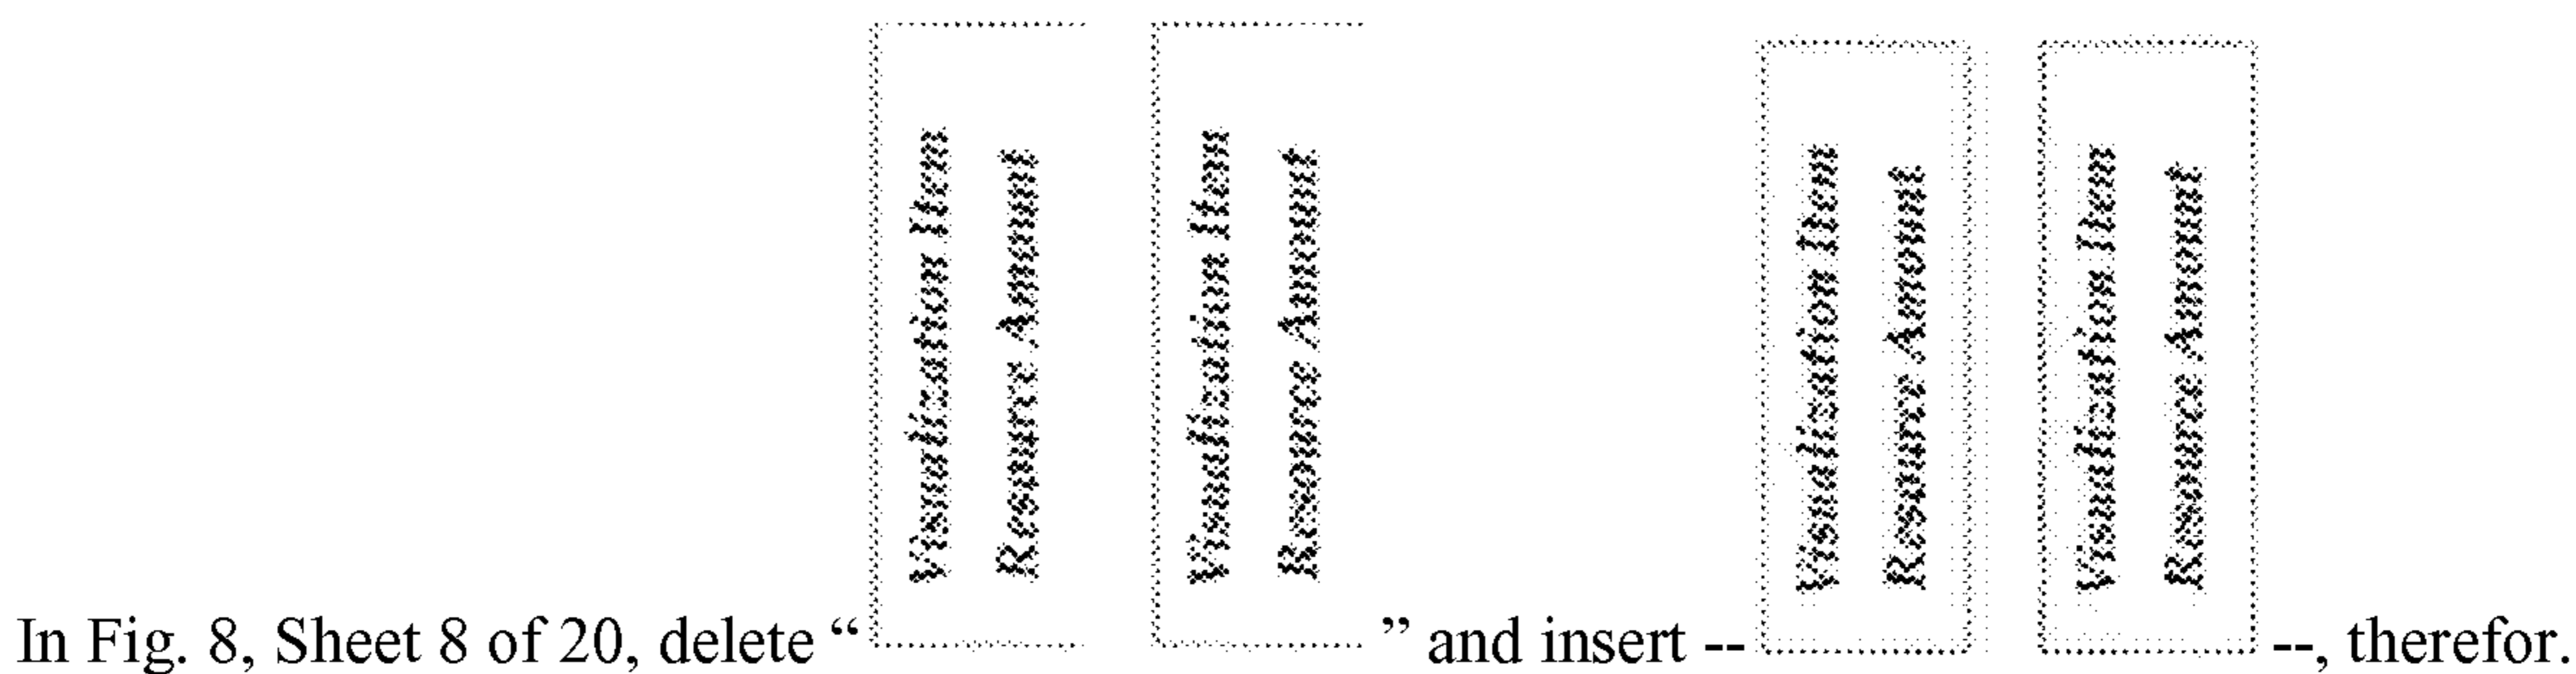 Visualization Item
Resource Amount
Visualization Item
Resource Amount
Visualization Item
Resource Amount
Visualization Item
Resource Amount
In Fig. 8, Sheet 8 of 20, delete “ ” and insert -- --, therefor.